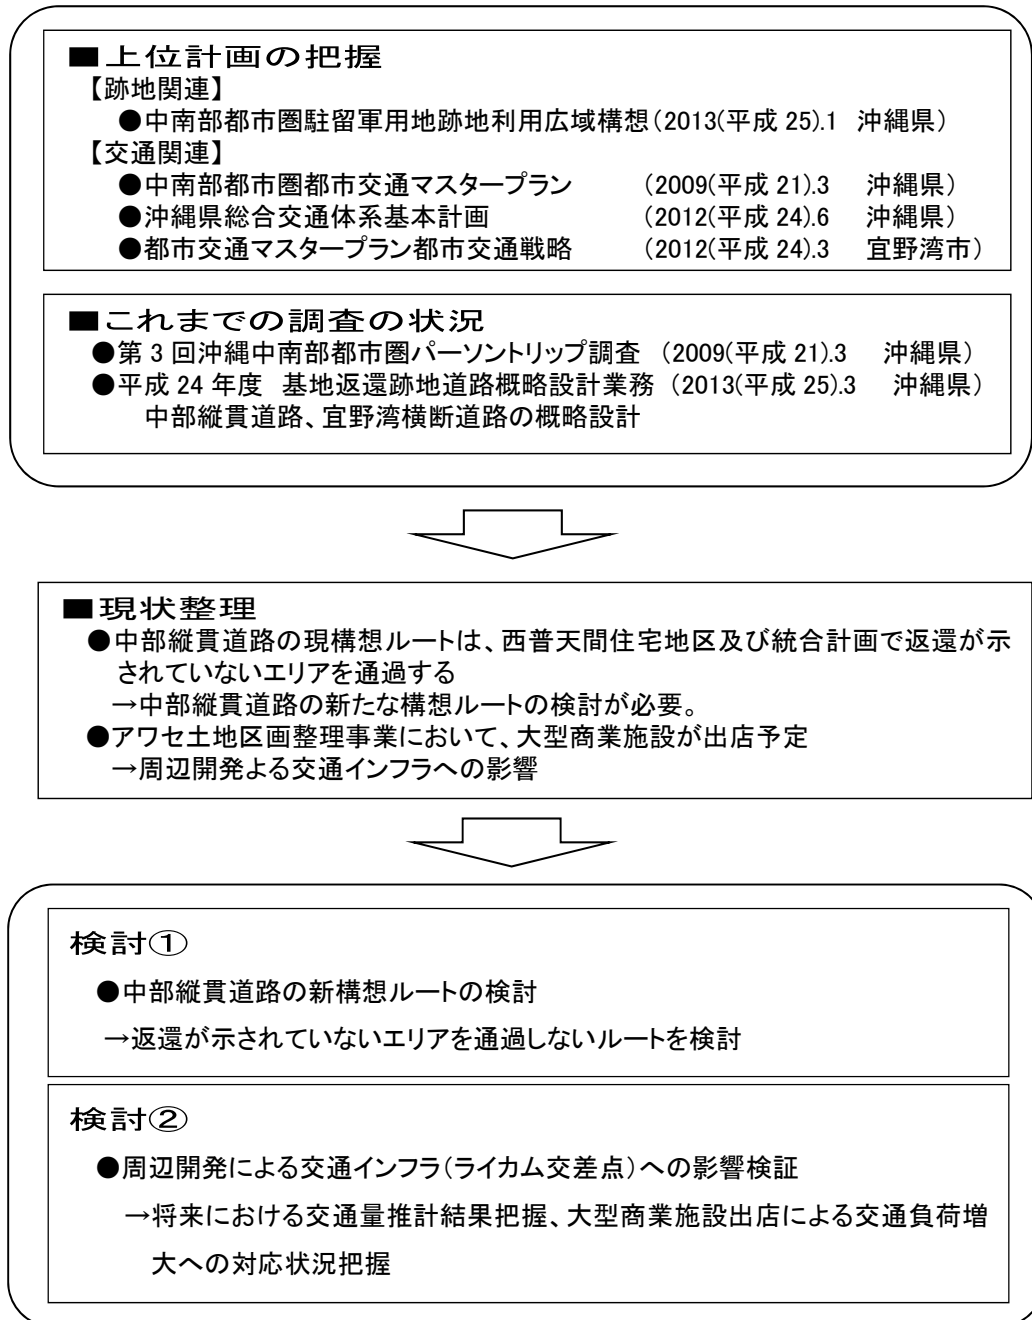 ■上位計画の把握
【跡地関連】
●中南部都市圏駐留軍用地跡地利用広域構想(2013(平成 25).1 沖縄県)
【交通関連】
●中南部都市圏都市交通マスタープラン (2009(平成 21).3 沖縄県)
●沖縄県総合交通体系基本計画 (2012(平成 24).6 沖縄県)
●都市交通マスタープラン都市交通戦略 (2012(平成 24).3 宜野湾市)
■これまでの調査の状況
●第 3 回沖縄中南部都市圏パーソントリップ調査 (2009(平成 21).3 沖縄県)
●平成 24 年度 基地返還跡地道路概略設計業務 (2013(平成 25).3 沖縄県)
中部縦貫道路、宜野湾横断道路の概略設計
■現状整理
●中部縦貫道路の現構想ルートは、西普天間住宅地区及び統合計画で返還が示
されていないエリアを通過する
→中部縦貫道路の新たな構想ルートの検討が必要。
●アワセ土地区画整理事業において、大型商業施設が出店予定
→周辺開発よる交通インフラへの影響
検討①
●中部縦貫道路の新構想ルートの検討
→返還が示されていないエリアを通過しないルートを検討
検討②
●周辺開発による交通インフラ(ライカム交差点)への影響検証
→将来における交通量推計結果把握、大型商業施設出店による交通負荷増
大への対応状況把握